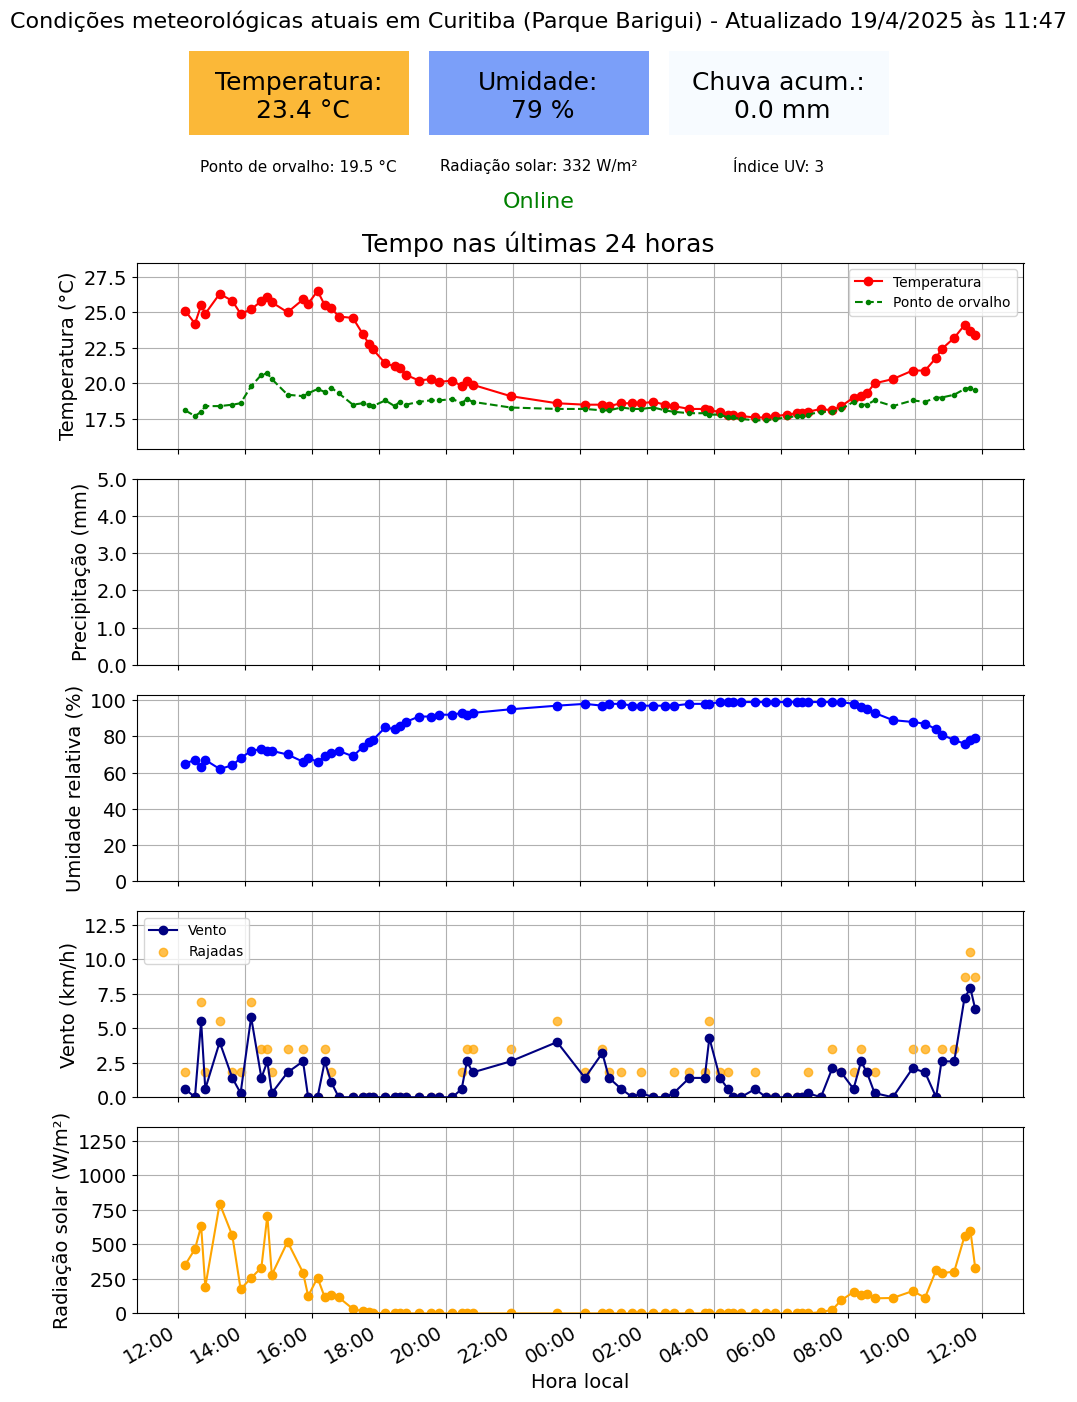 Condições meteorológicas atuais em Curitiba (Parque Barigui) - Atualizado 19/4/2025 às 11:47
Temperatura:
23.4 °C
Umidade:
79 %
Chuva acum.:
0.0 mm
Ponto de orvalho: 19.5 °C
Radiação solar: 332 W/m²
Índice UV: 3
Online
Tempo nas últimas 24 horas
Temperatura (°C)
27.5
25.0
22.5
20.0
17.5
Temperatura
Ponto de orvalho
Precipitação (mm)
5.0
4.0
3.0
2.0
1.0
0.0
Umidade relativa (%)
100
80
60
40
20
0
Vento (km/h)
12.5
10.0
7.5
5.0
2.5
0.0
Vento
Rajadas
Radiação solar (W/m²)
1250
1000
750
500
250
0
12:00
14:00
16:00
18:00
20:00
22:00
00:00
02:00
04:00
06:00
08:00
10:00
12:00
Hora local